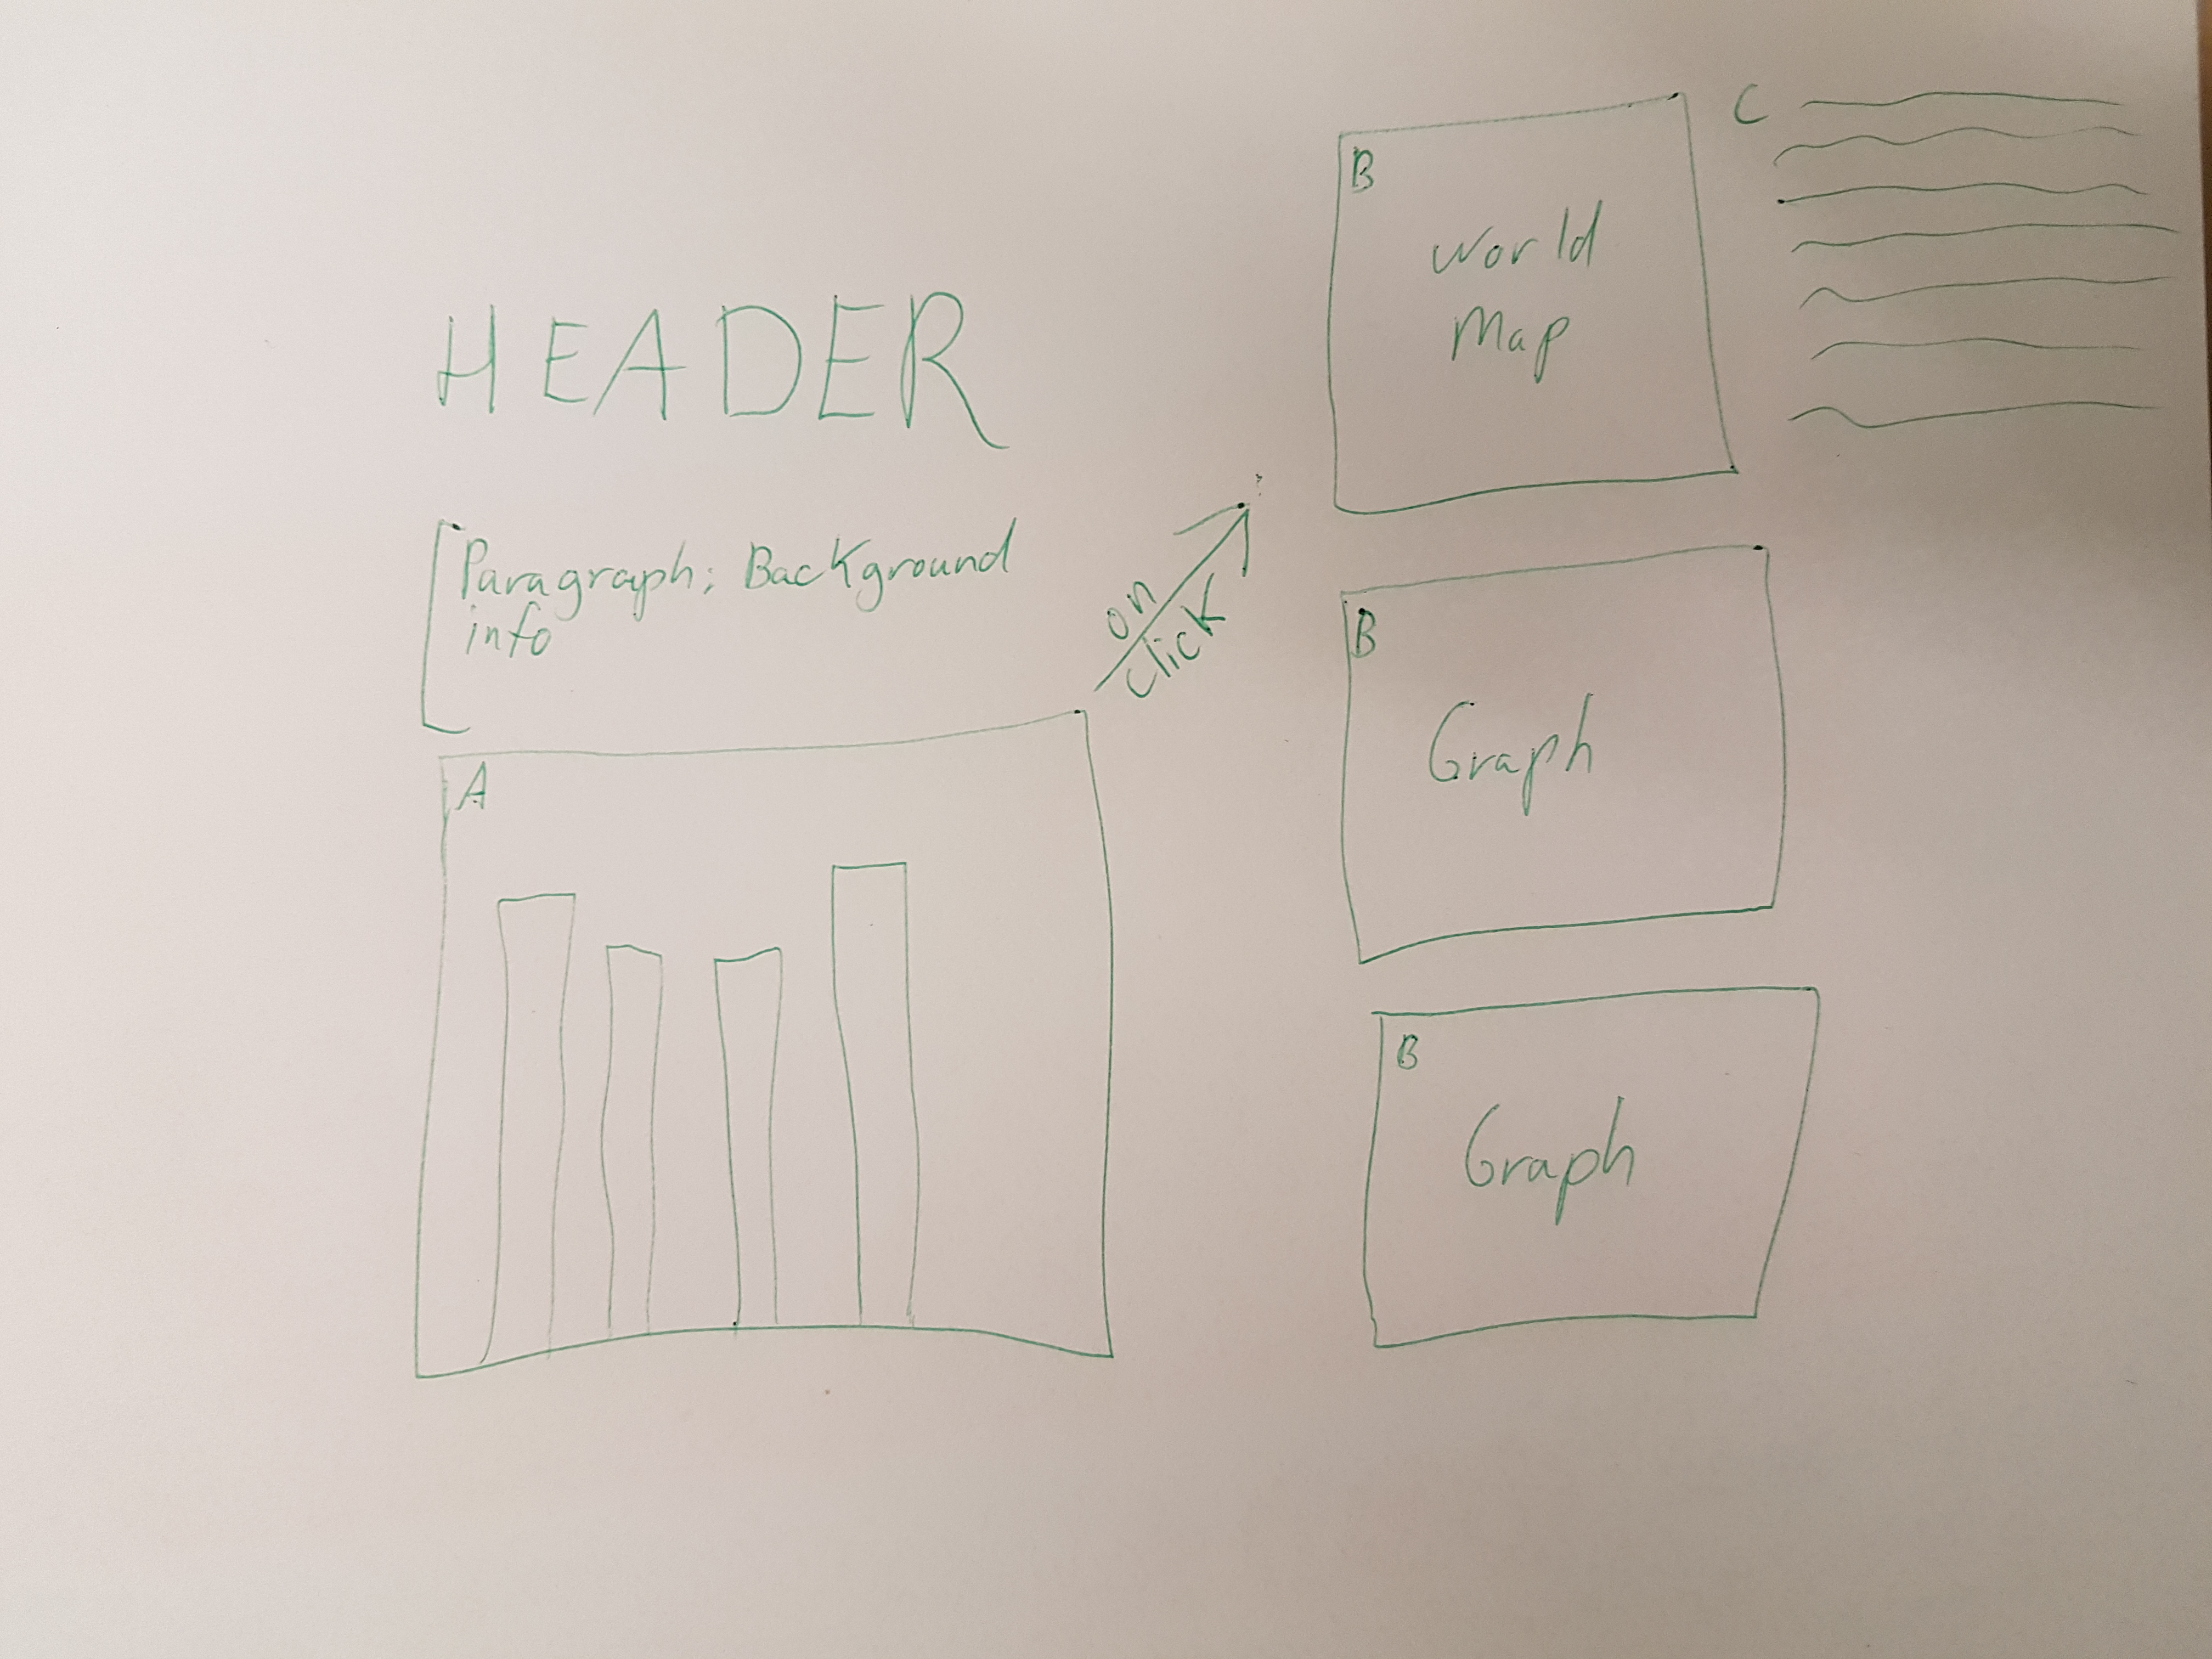 HEADER
Paragraph: Background
info
A
on
click
B
World
Map
C
B
Graph
B
Graph